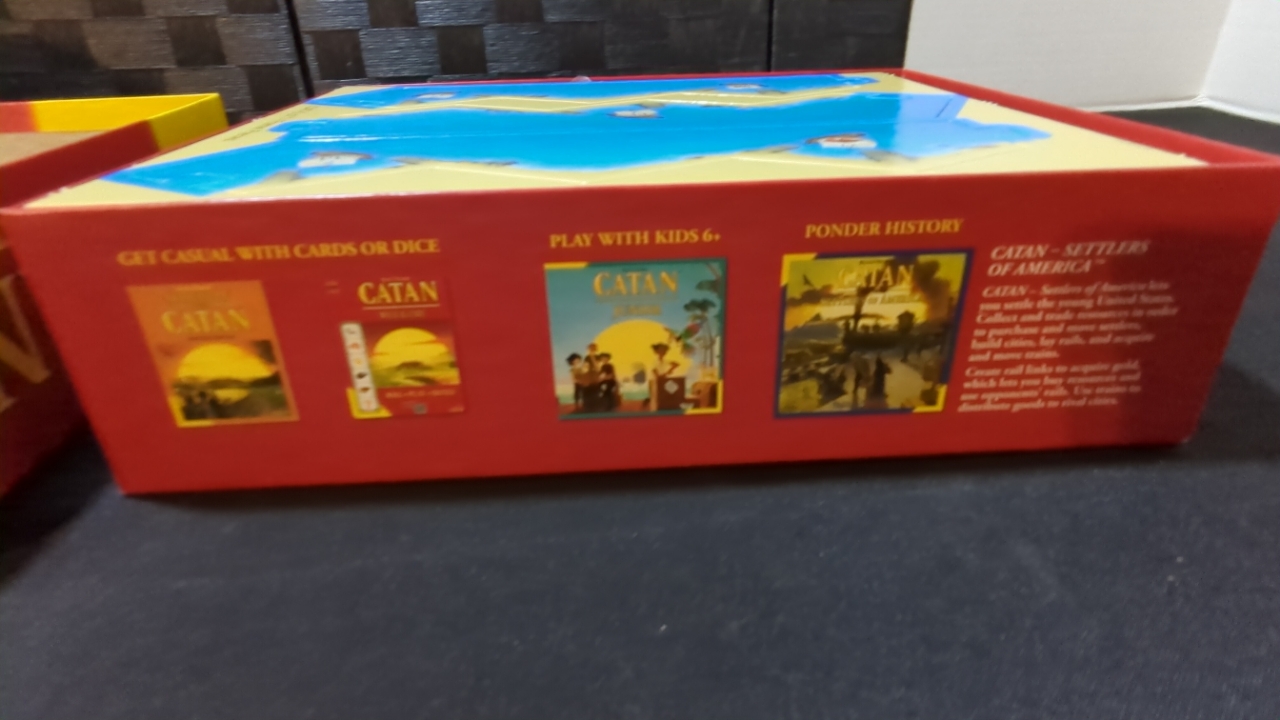 GET CASUAL WITH CARDS OR DICE
CATAN
CATAN
PLAY WITH KIDS 6+
CATAN
PONDER HISTORY
CATAN
OF AMERICA
CATAN – SETTLERS
OF AMERICA™
CATAN – Settlers of America lets
you settle the young United States.
Collect and trade resources in order
to purchase and move settlers,
build cities, lay rails, and acquire
and move trains.
Create rail links to acquire gold,
which lets you buy resources and
use opponents' rails. Use trains to
distribute goods to rival cities.